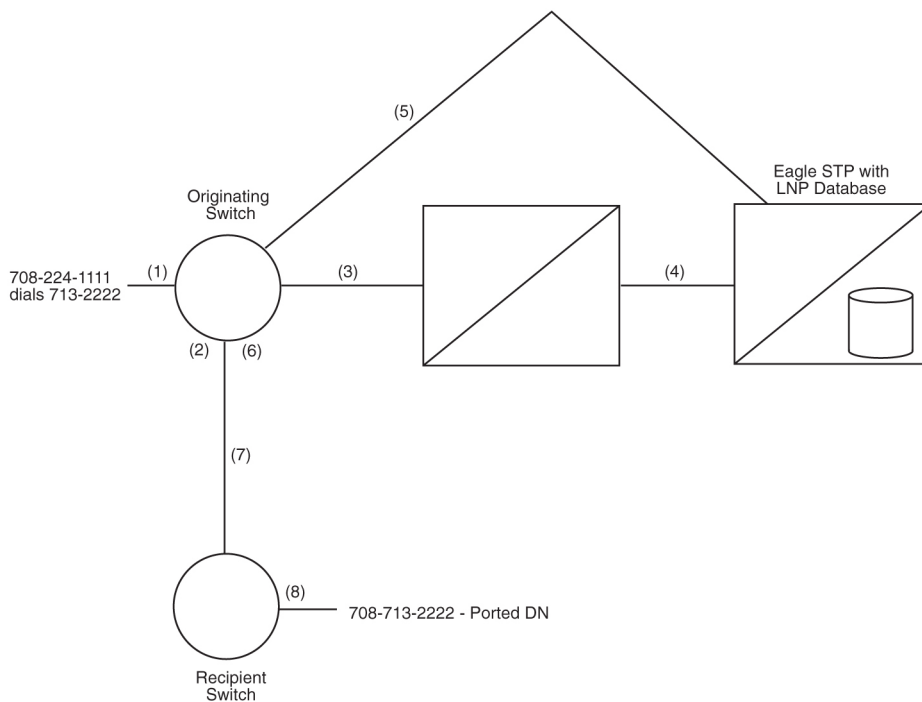 (5)
Eagle STP with
LNP Database
Originating
Switch
708-224-1111
dials 713-2222
(1)
(3)
(4)
(2)
(6)
(7)
(8)
708-713-2222 - Ported DN
Recipient
Switch